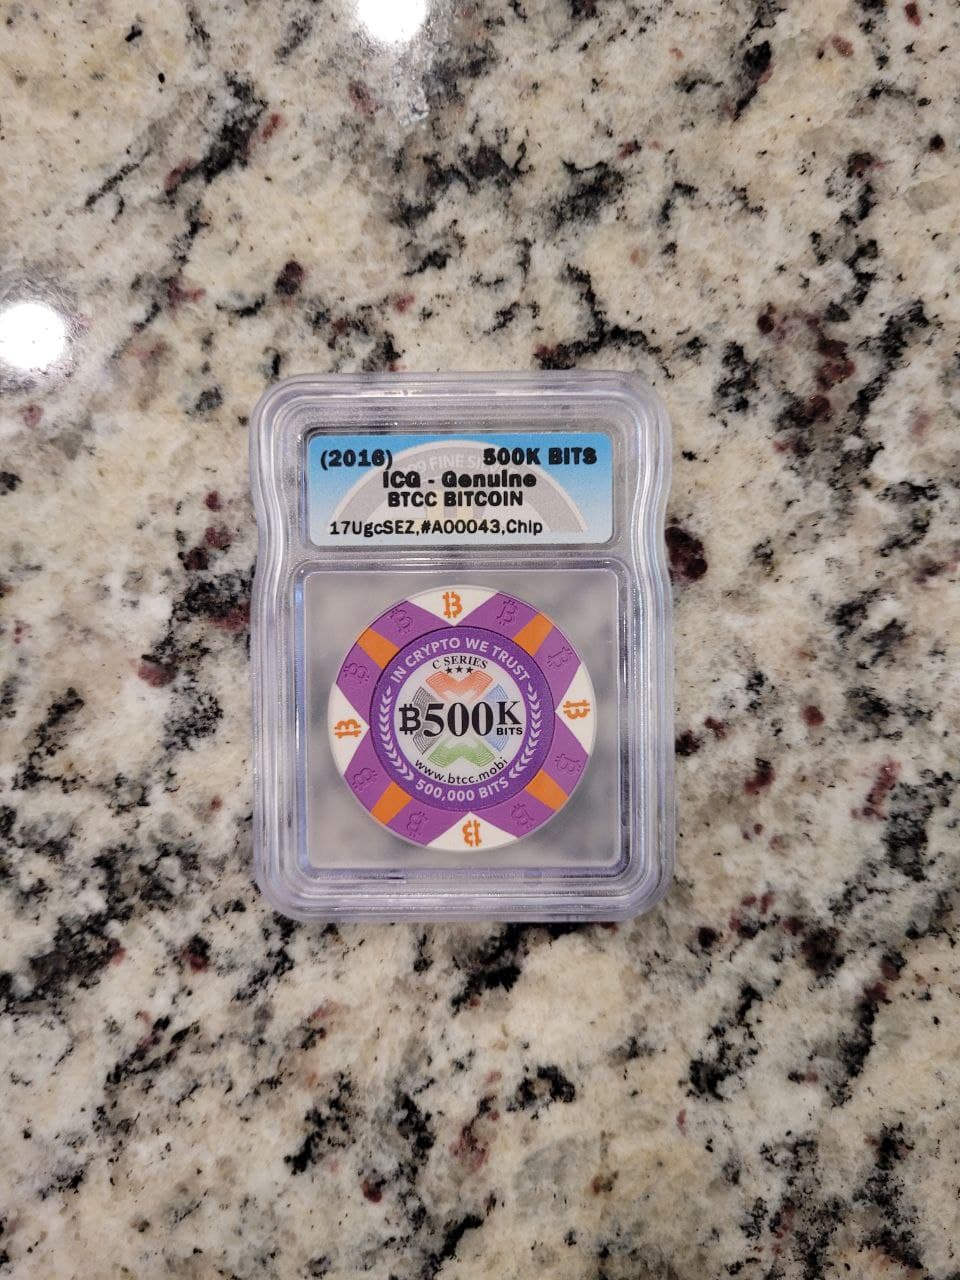 (2016) 500K BITS
ICG - Genuine
BTCC BITCOIN
17UgcSEZ,#A00043,Chip
IN CRYPTO WE TRUST
C SERIES
₿500K
BITS
www.btcc.mobi
500,000 BITS